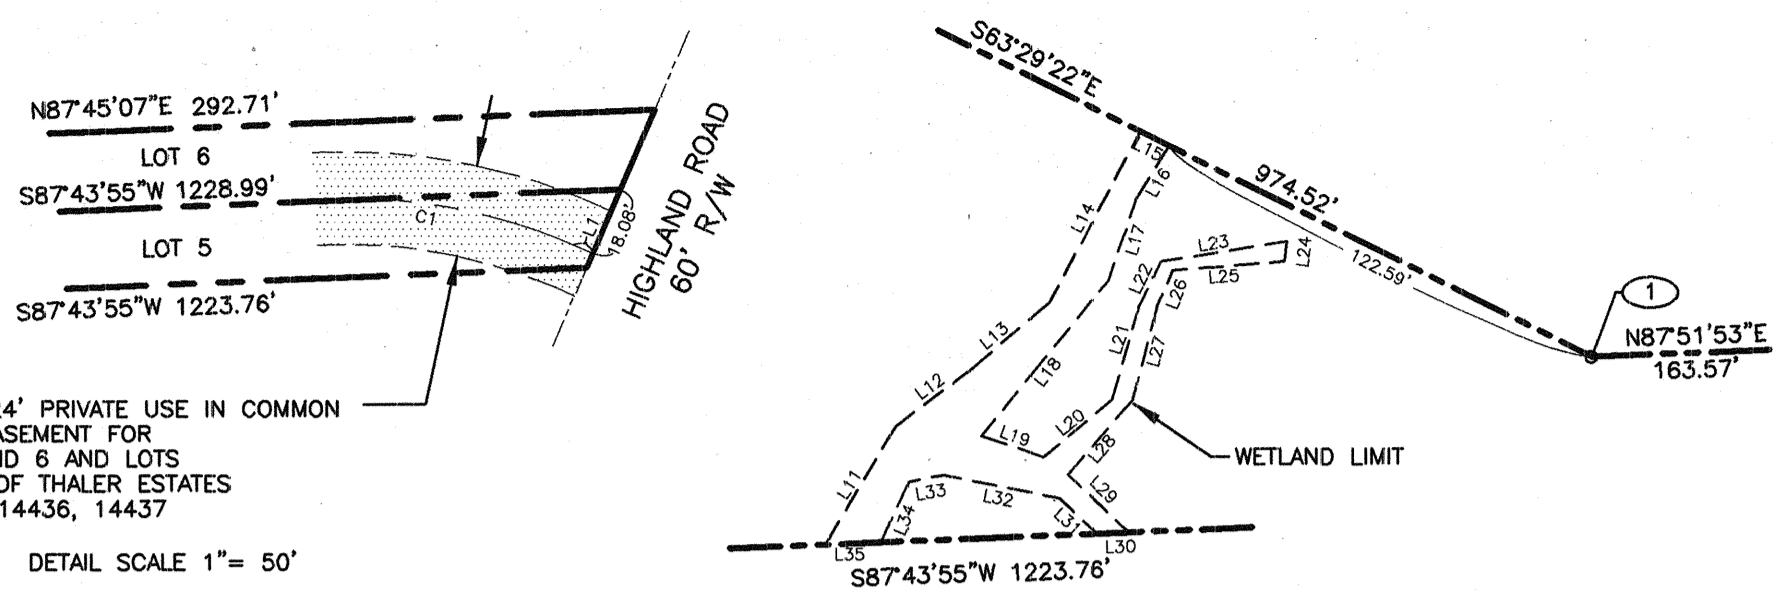 N87°45'07"E 292.71'
LOT 6
S87°43'55"W 1228.99'
C1
L1
18.08'
LOT 5
S87°43'55"W 1223.76'
HIGHLAND ROAD
60' R/W
24' PRIVATE USE IN COMMON
ASEMENT FOR
ND 6 AND LOTS
OF THALER ESTATES
14436, 14437
DETAIL SCALE 1"= 50'
S63°29'22"E
974.52'
122.59'
1
N87°51'53"E
163.57'
L15
L16
L14
L17
L23
L24
L22
L25
L26
L13
L21
L27
L18
L12
L20
L19
L28
WETLAND LIMIT
L11
L29
L33
L32
L34
L31
L35
L30
S87°43'55"W 1223.76'